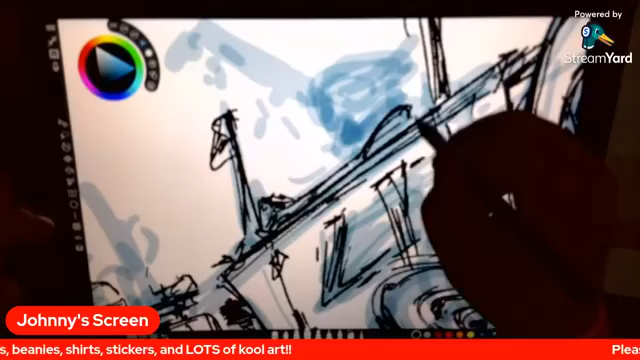 Powered by
StreamYard
Johnny's Screen
s, beanies, shirts, stickers, and LOTS of kool art!!
Pleas